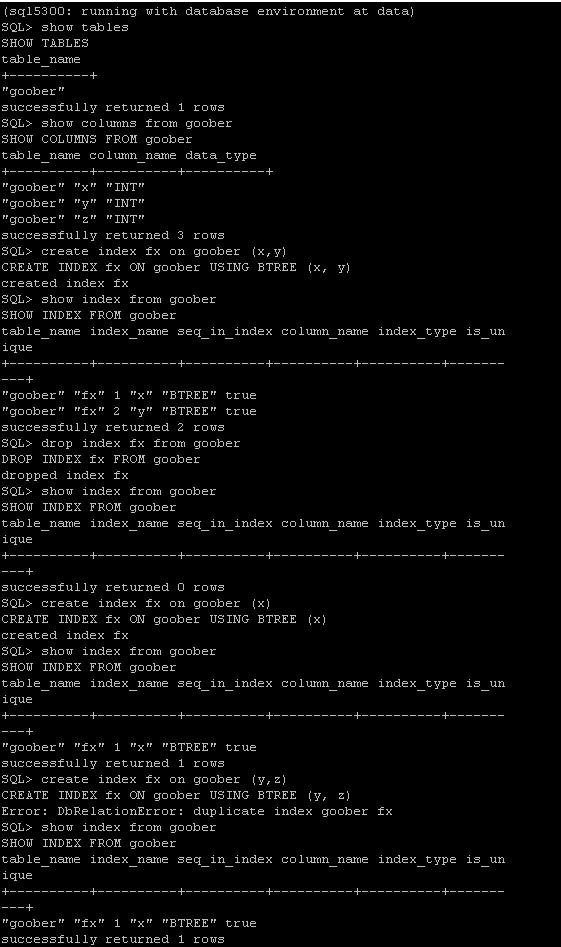 (sql5300: running with database environment at data)
SQL> show tables
SHOW TABLES
table_name
+----------+
"goober"
successfully returned 1 rows
SQL> show columns from goober
SHOW COLUMNS FROM goober
table_name column_name data_type
+----------+----------+----------+
"goober" "x" "INT"
"goober" "y" "INT"
"goober" "z" "INT"
successfully returned 3 rows
SQL> create index fx on goober (x,y)
CREATE INDEX fx ON goober USING BTREE (x, y)
created index fx
SQL> show index from goober
SHOW INDEX FROM goober
table_name index_name seq_in_index column_name index_type is_un
ique
+----------+----------+----------+----------+----------+-------
---+
"goober" "fx" 1 "x" "BTREE" true
"goober" "fx" 2 "y" "BTREE" true
successfully returned 2 rows
SQL> drop index fx from goober
DROP INDEX fx FROM goober
dropped index fx
SQL> show index from goober
SHOW INDEX FROM goober
table_name index_name seq_in_index column_name index_type is_un
ique
+----------+----------+----------+----------+----------+-------
---+
successfully returned 0 rows
SQL> create index fx on goober (x)
CREATE INDEX fx ON goober USING BTREE (x)
created index fx
SQL> show index from goober
SHOW INDEX FROM goober
table_name index_name seq_in_index column_name index_type is_un
ique
+----------+----------+----------+----------+----------+-------
---+
"goober" "fx" 1 "x" "BTREE" true
successfully returned 1 rows
SQL> create index fx on goober (y,z)
CREATE INDEX fx ON goober USING BTREE (y, z)
Error: DbRelationError: duplicate index goober fx
SQL> show index from goober
SHOW INDEX FROM goober
table_name index_name seq_in_index column_name index_type is_un
ique
+----------+----------+----------+----------+----------+-------
---+
"goober" "fx" 1 "x" "BTREE" true
successfully returned 1 rows